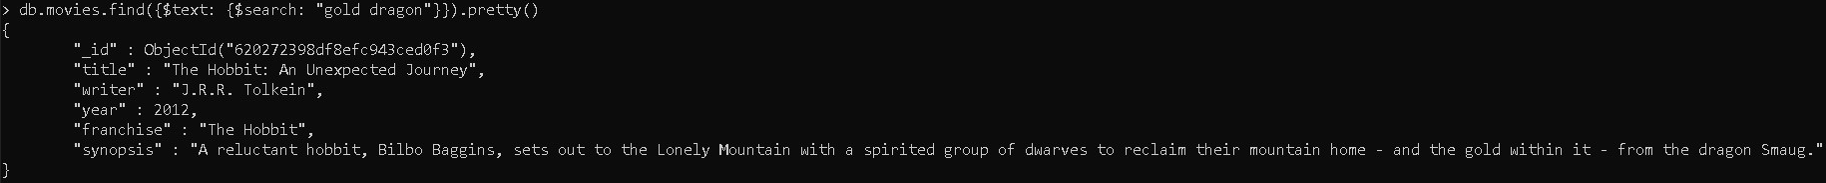 > db.movies.find({$text: {$search: "gold dragon"}}).pretty()
{
"_id" : ObjectId("620272398df8efc943ced0f3"),
"title" : "The Hobbit: An Unexpected Journey",
"writer" : "J.R.R. Tolkein",
"year" : 2012,
"franchise" : "The Hobbit",
"synopsis" : "A reluctant hobbit, Bilbo Baggins, sets out to the Lonely Mountain with a spirited group of dwarves to reclaim their mountain home - and the gold within it - from the dragon Smaug."
}